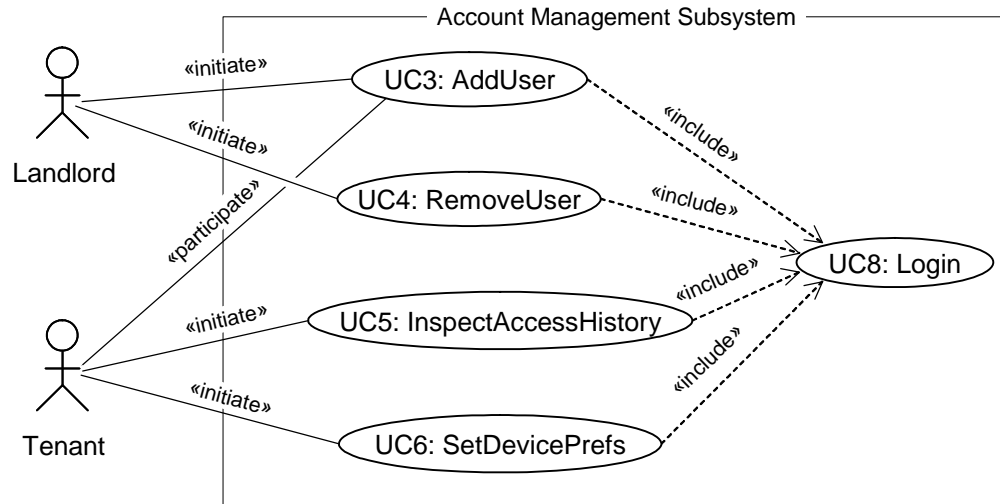 Account Management Subsystem
«initiate»
UC3: AddUser
«include»
Landlord
«initiate»
UC4: RemoveUser
«include»
«participate»
UC8: Login
«initiate»
UC5: InspectAccessHistory
«include»
Tenant
«initiate»
UC6: SetDevicePrefs
«include»